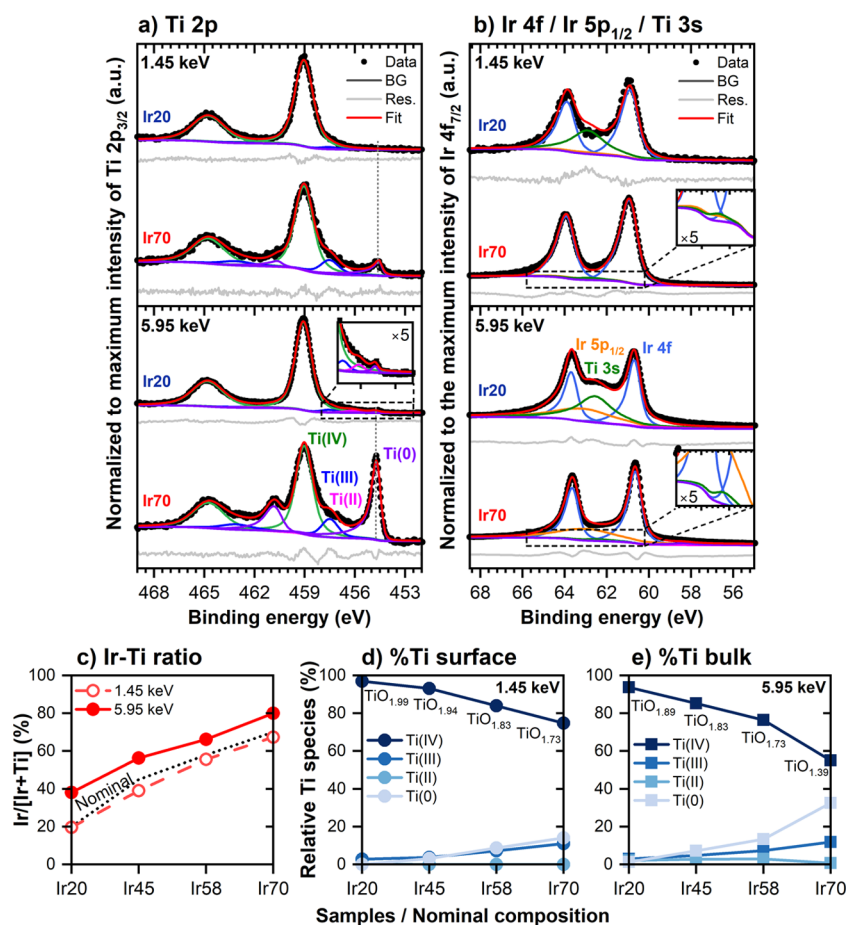 a) Ti 2p
b) Ir 4f / Ir 5p1/2 / Ti 3s
Normalized to maximum intensity of Ti 2p3/2 (a.u.)
1.45 keV
Data
BG
Res.
Fit
Ir20
Ir70
5.95 keV
×5
Ir20
Ti(IV)
Ti(III)
Ti(II)
Ti(0)
Ir70
468 465 462 459 456 453
Binding energy (eV)
Normalized to the maximum intensity of Ir 4f7/2 (a.u.)
1.45 keV
Data
BG
Res.
Fit
Ir20
Ir70
×5
5.95 keV
Ir 5p1/2
Ir 4f
Ti 3s
Ir20
Ir70
×5
68 66 64 62 60 58 56
Binding energy (eV)
c) Ir-Ti ratio
Ir/[Ir+Ti] (%)
100
80
60
40
20
0
1.45 keV
5.95 keV
Nominal
Ir20 Ir45 Ir58 Ir70
d) %Ti surface
Relative Ti species (%)
100
80
60
40
20
0
1.45 keV
TiO1.99
TiO1.94
TiO1.83
TiO1.73
Ti(IV)
Ti(III)
Ti(II)
Ti(0)
Ir20 Ir45 Ir58 Ir70
e) %Ti bulk
100
80
60
40
20
0
5.95 keV
TiO1.89
TiO1.83
TiO1.73
TiO1.39
Ti(IV)
Ti(III)
Ti(II)
Ti(0)
Ir20 Ir45 Ir58 Ir70
Samples / Nominal composition